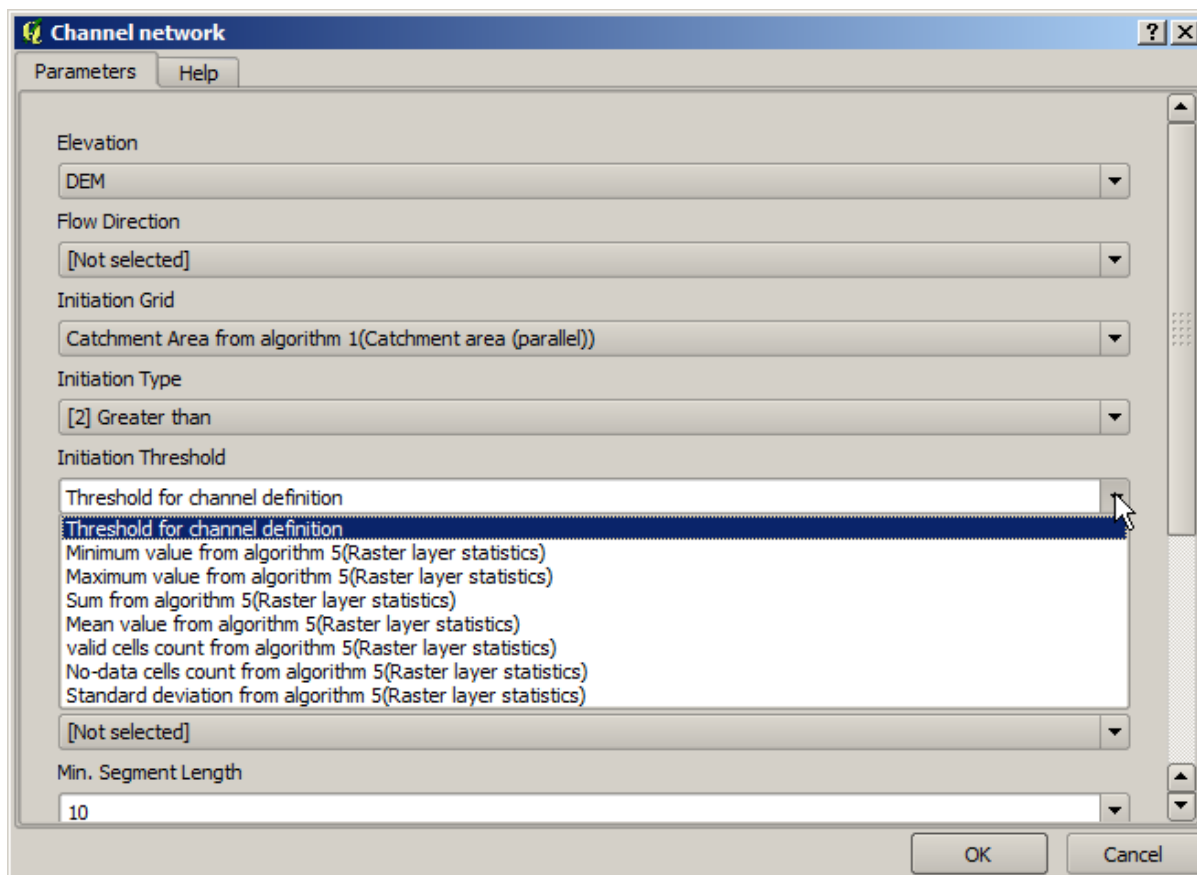 Channel network
Parameters Help
Elevation
DEM
Flow Direction
[Not selected]
Initiation Grid
Catchment Area from algorithm 1(Catchment area (parallel))
Initiation Type
[2] Greater than
Initiation Threshold
Threshold for channel definition
Threshold for channel definition
Minimum value from algorithm 5(Raster layer statistics)
Maximum value from algorithm 5(Raster layer statistics)
Sum from algorithm 5(Raster layer statistics)
Mean value from algorithm 5(Raster layer statistics)
valid cells count from algorithm 5(Raster layer statistics)
No-data cells count from algorithm 5(Raster layer statistics)
Standard deviation from algorithm 5(Raster layer statistics)
[Not selected]
Min. Segment Length
10
OK Cancel